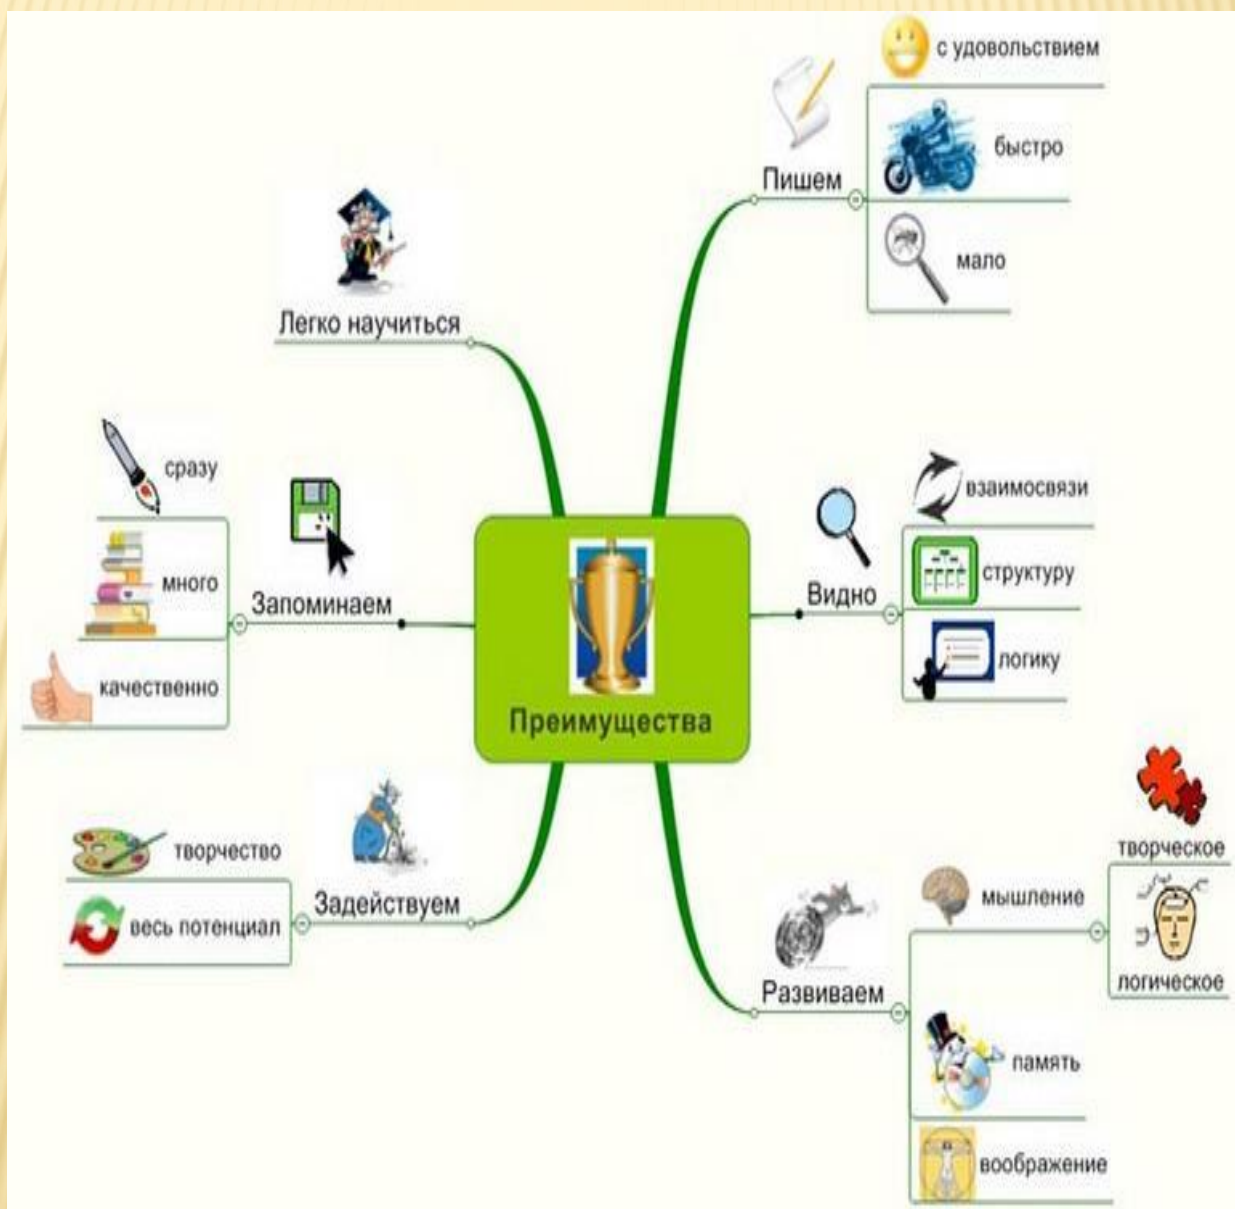 Преимущества
Пишем
с удовольствием
быстро
мало
Видно
взаимосвязи
структуру
логику
Развиваем
мышление
творческое
логическое
память
воображение
Задействуем
творчество
весь потенциал
Запоминаем
сразу
много
качественно
Легко научиться